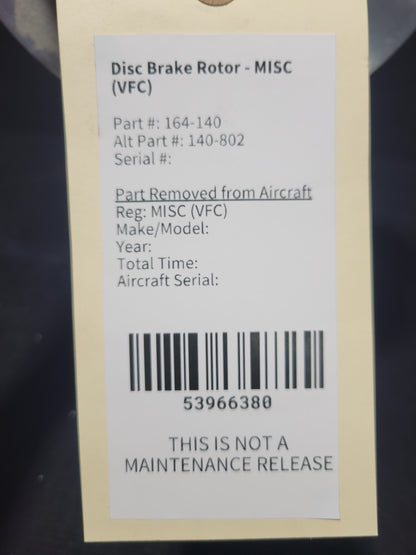 Disc Brake Rotor - MISC
(VFC)
Part #: 164-140
Alt Part #: 140-802
Serial #:
Part Removed from Aircraft
Reg: MISC (VFC)
Make/Model:
Year:
Total Time:
Aircraft Serial:
53966380
THIS IS NOT A
MAINTENANCE RELEASE